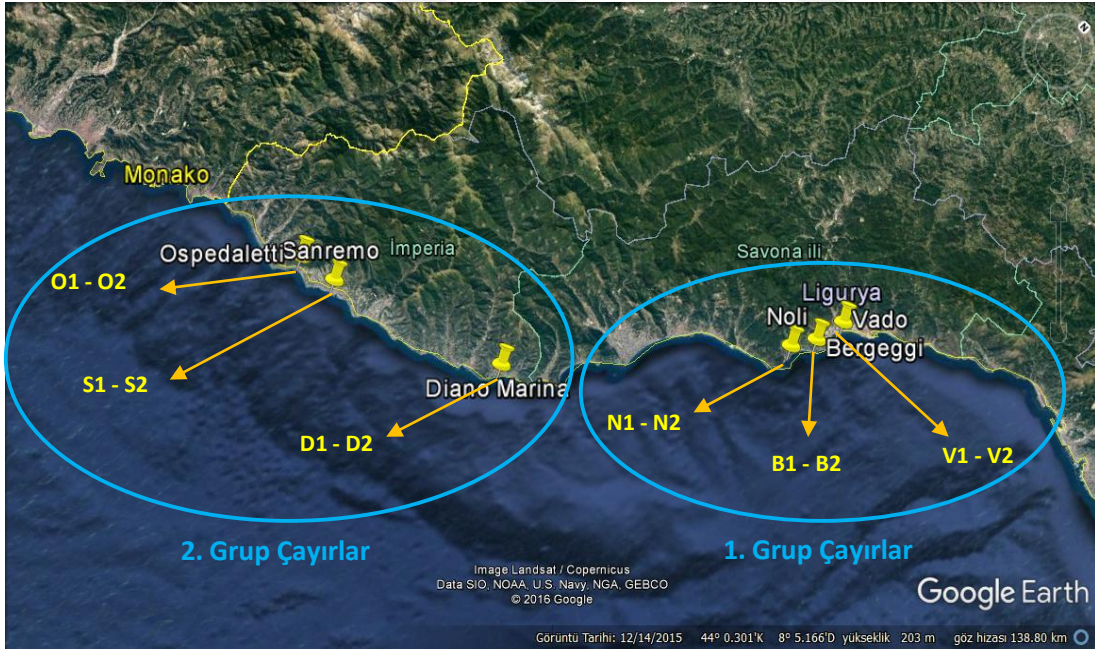 Monako
Ospedaletti
Sanremo
İmperia
Savona ili
Ligurya
Noli
Vado
Bergeggi
Diano Marina
O1 - O2
S1 - S2
D1 - D2
N1 - N2
B1 - B2
V1 - V2
2. Grup Çayırlar
1. Grup Çayırlar
Image Landsat / Copernicus
Data SIO, NOAA, U.S. Navy, NGA, GEBCO
© 2016 Google
Google Earth
Görüntü Tarihi: 12/14/2015 44° 0.301'K 8° 5.166'D yükseklik 203 m göz hizası 138.80 km
N